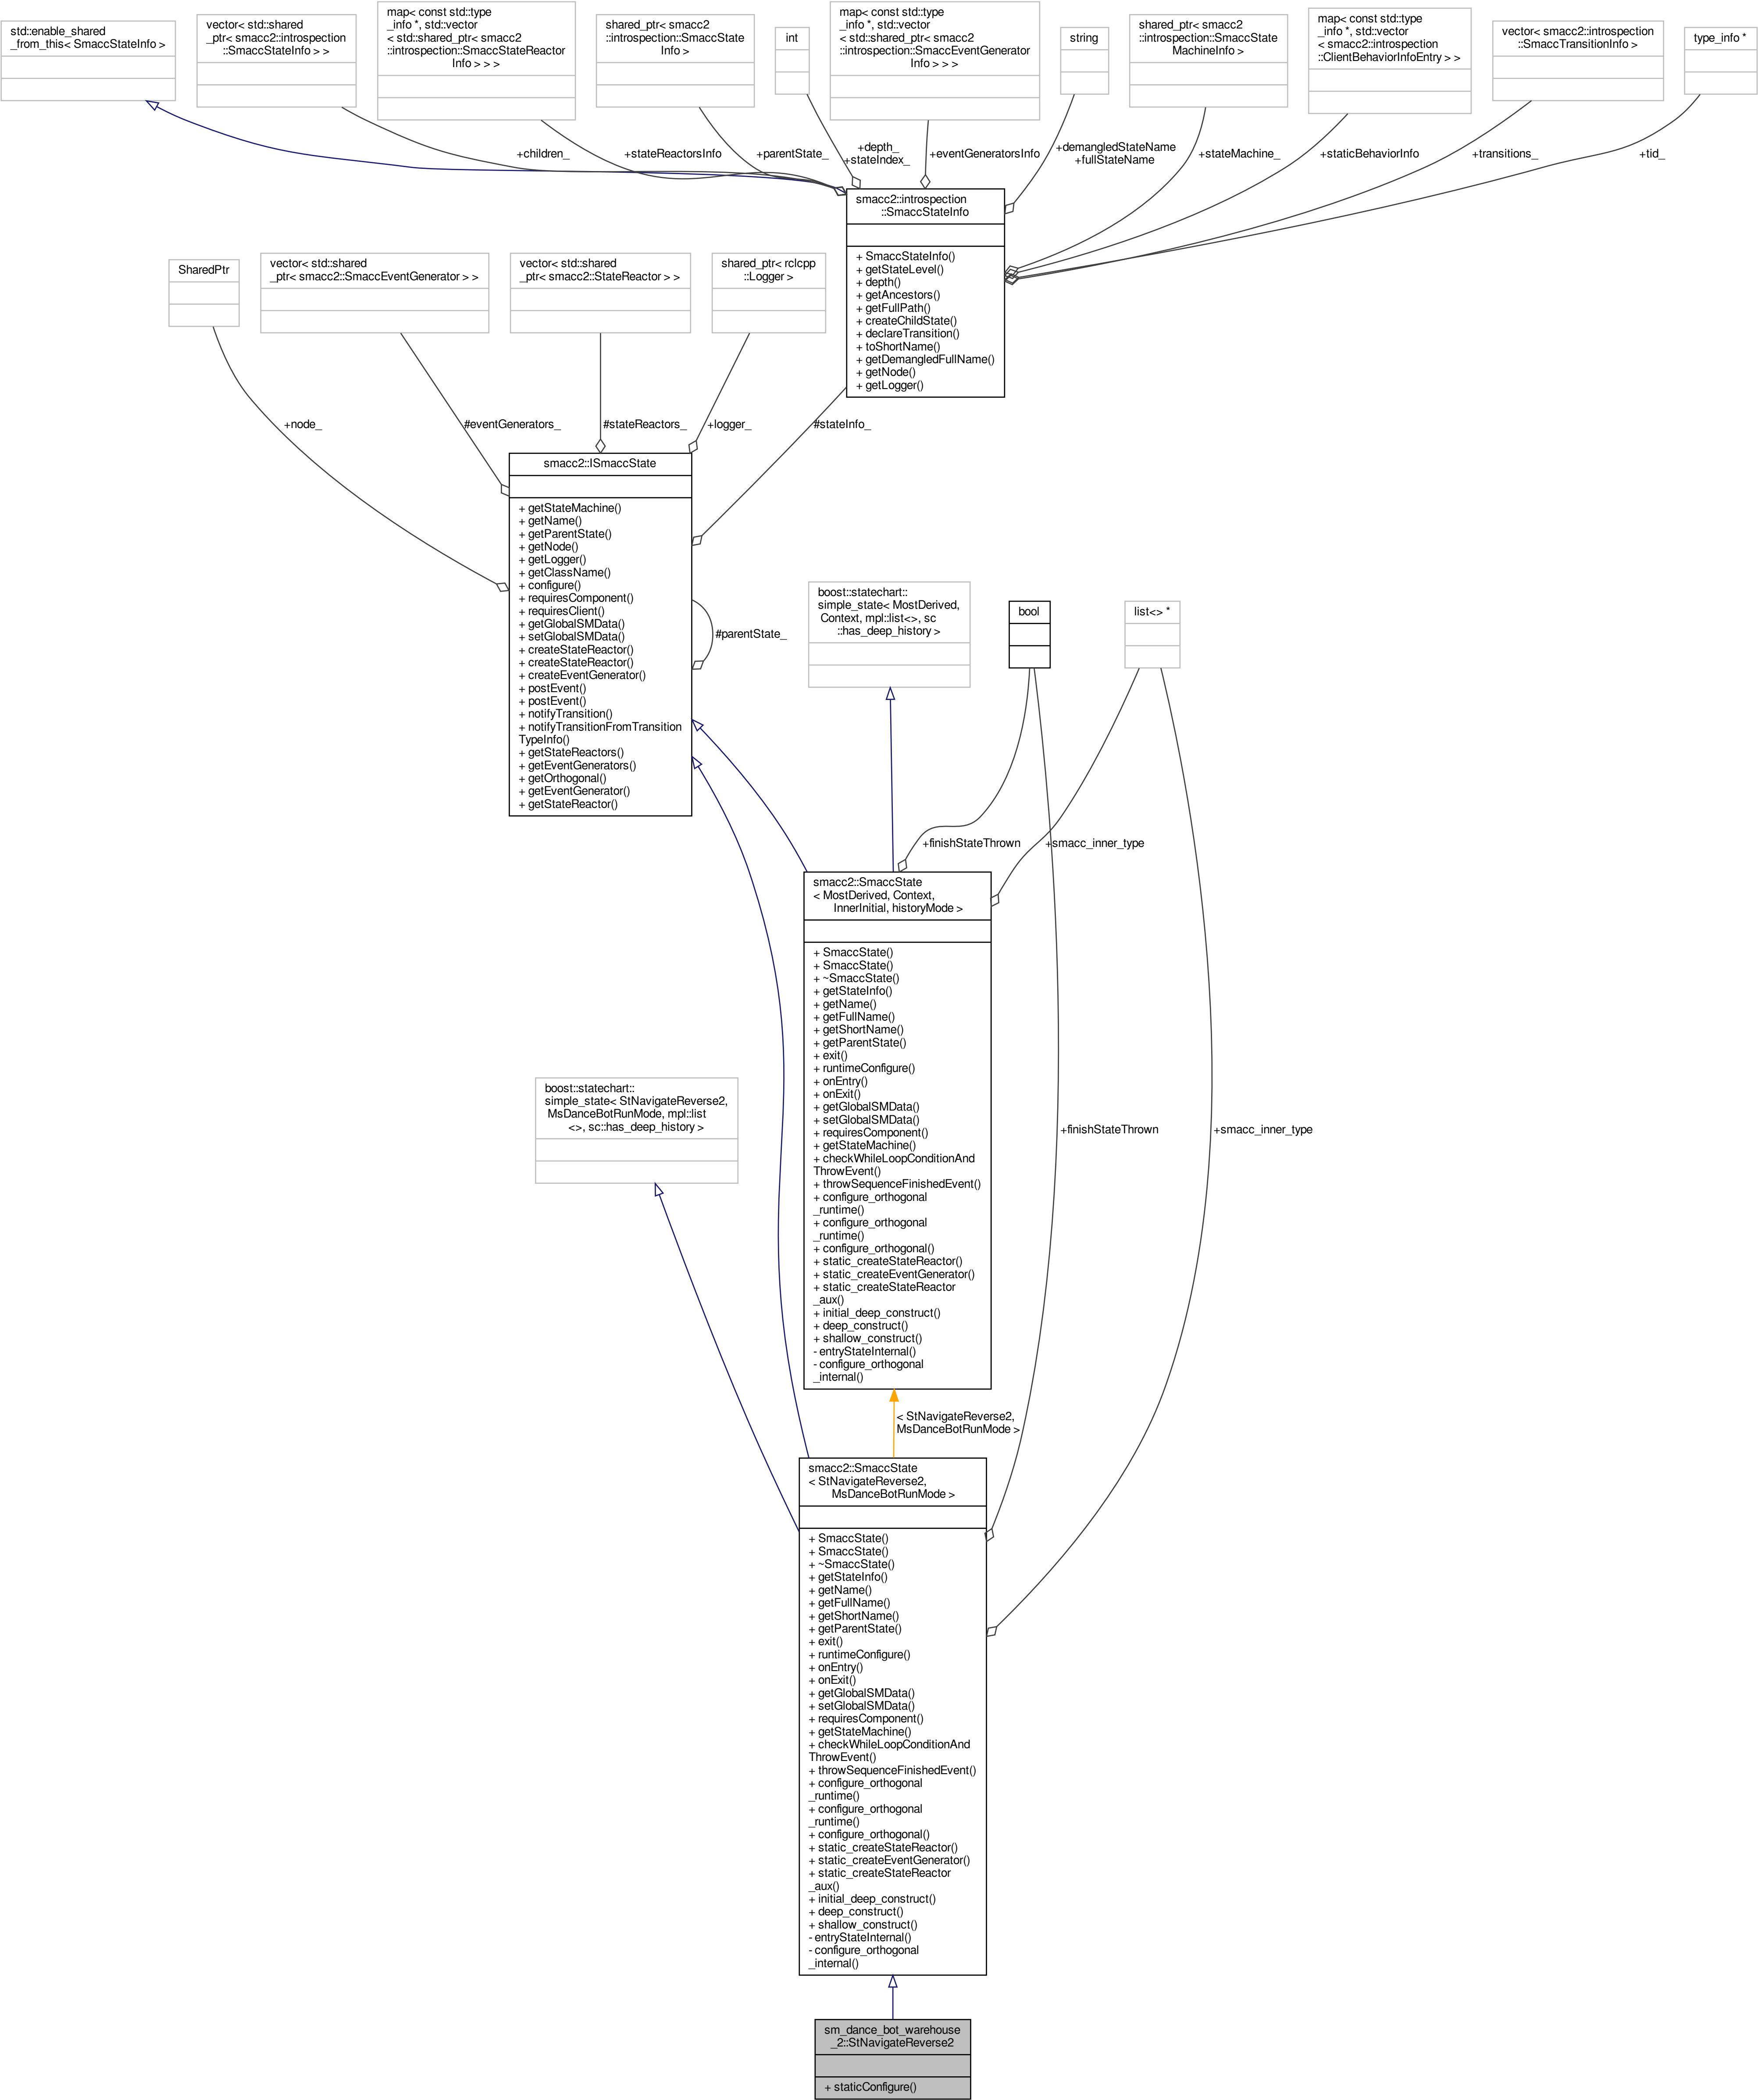 std::enable_shared
_from_this< SmaccStateInfo >
vector< std::shared
_ptr< smacc2::introspection
::SmaccStateInfo > >
map< const std::type
_info *, std::vector
< std::shared_ptr< smacc2
::introspection::SmaccStateReactor
Info > > >
shared_ptr< smacc2
::introspection::SmaccState
Info >
int
map< const std::type
_info *, std::vector
< std::shared_ptr< smacc2
::introspection::SmaccEventGenerator
Info > > >
string
shared_ptr< smacc2
::introspection::SmaccState
MachineInfo >
map< const std::type
_info *, std::vector
< smacc2::introspection
::ClientBehaviorInfoEntry > >
vector< smacc2::introspection
::SmaccTransitionInfo >
type_info *
+children_
+stateReactorsInfo
+parentState_
+depth_
+stateIndex_
+eventGeneratorsInfo
+demangledStateName
+fullStateName
+stateMachine_
+staticBehaviorInfo
+transitions_
+tid_
smacc2::introspection
::SmaccStateInfo
+ SmaccStateInfo()
+ getStateLevel()
+ depth()
+ getAncestors()
+ getFullPath()
+ createChildState()
+ declareTransition()
+ toShortName()
+ getDemangledFullName()
+ getNode()
+ getLogger()
SharedPtr
vector< std::shared
_ptr< smacc2::SmaccEventGenerator > >
vector< std::shared
_ptr< smacc2::StateReactor > >
shared_ptr< rclcpp
::Logger >
+node_
#eventGenerators_
#stateReactors_
+logger_
#stateInfo_
smacc2::ISmaccState
+ getStateMachine()
+ getName()
+ getParentState()
+ getNode()
+ getLogger()
+ getClassName()
+ configure()
+ requiresComponent()
+ requiresClient()
+ getGlobalSMData()
+ setGlobalSMData()
+ createStateReactor()
+ createStateReactor()
+ createEventGenerator()
+ postEvent()
+ postEvent()
+ notifyTransition()
+ notifyTransitionFromTransition
TypeInfo()
+ getStateReactors()
+ getEventGenerators()
+ getOrthogonal()
+ getEventGenerator()
+ getStateReactor()
#parentState_
boost::statechart::
simple_state< MostDerived,
Context, mpl::list<>, sc
::has_deep_history >
bool
list<> *
+finishStateThrown
+smacc_inner_type
smacc2::SmaccState
< MostDerived, Context,
InnerInitial, historyMode >
+ SmaccState()
+ SmaccState()
+ ~SmaccState()
+ getStateInfo()
+ getName()
+ getFullName()
+ getShortName()
+ getParentState()
+ exit()
+ runtimeConfigure()
+ onEntry()
+ onExit()
+ getGlobalSMData()
+ setGlobalSMData()
+ requiresComponent()
+ getStateMachine()
+ checkWhileLoopConditionAnd
ThrowEvent()
+ throwSequenceFinishedEvent()
+ configure_orthogonal
_runtime()
+ configure_orthogonal
_runtime()
+ configure_orthogonal()
+ static_createStateReactor()
+ static_createEventGenerator()
+ static_createStateReactor
_aux()
+ initial_deep_construct()
+ deep_construct()
+ shallow_construct()
- entryStateInternal()
- configure_orthogonal
_internal()
boost::statechart::
simple_state< StNavigateReverse2,
MsDanceBotRunMode, mpl::list
<>, sc::has_deep_history >
+finishStateThrown
+smacc_inner_type
< StNavigateReverse2,
MsDanceBotRunMode >
smacc2::SmaccState
< StNavigateReverse2,
MsDanceBotRunMode >
+ SmaccState()
+ SmaccState()
+ ~SmaccState()
+ getStateInfo()
+ getName()
+ getFullName()
+ getShortName()
+ getParentState()
+ exit()
+ runtimeConfigure()
+ onEntry()
+ onExit()
+ getGlobalSMData()
+ setGlobalSMData()
+ requiresComponent()
+ getStateMachine()
+ checkWhileLoopConditionAnd
ThrowEvent()
+ throwSequenceFinishedEvent()
+ configure_orthogonal
_runtime()
+ configure_orthogonal
_runtime()
+ configure_orthogonal()
+ static_createStateReactor()
+ static_createEventGenerator()
+ static_createStateReactor
_aux()
+ initial_deep_construct()
+ deep_construct()
+ shallow_construct()
- entryStateInternal()
- configure_orthogonal
_internal()
sm_dance_bot_warehouse
_2::StNavigateReverse2
+ staticConfigure()